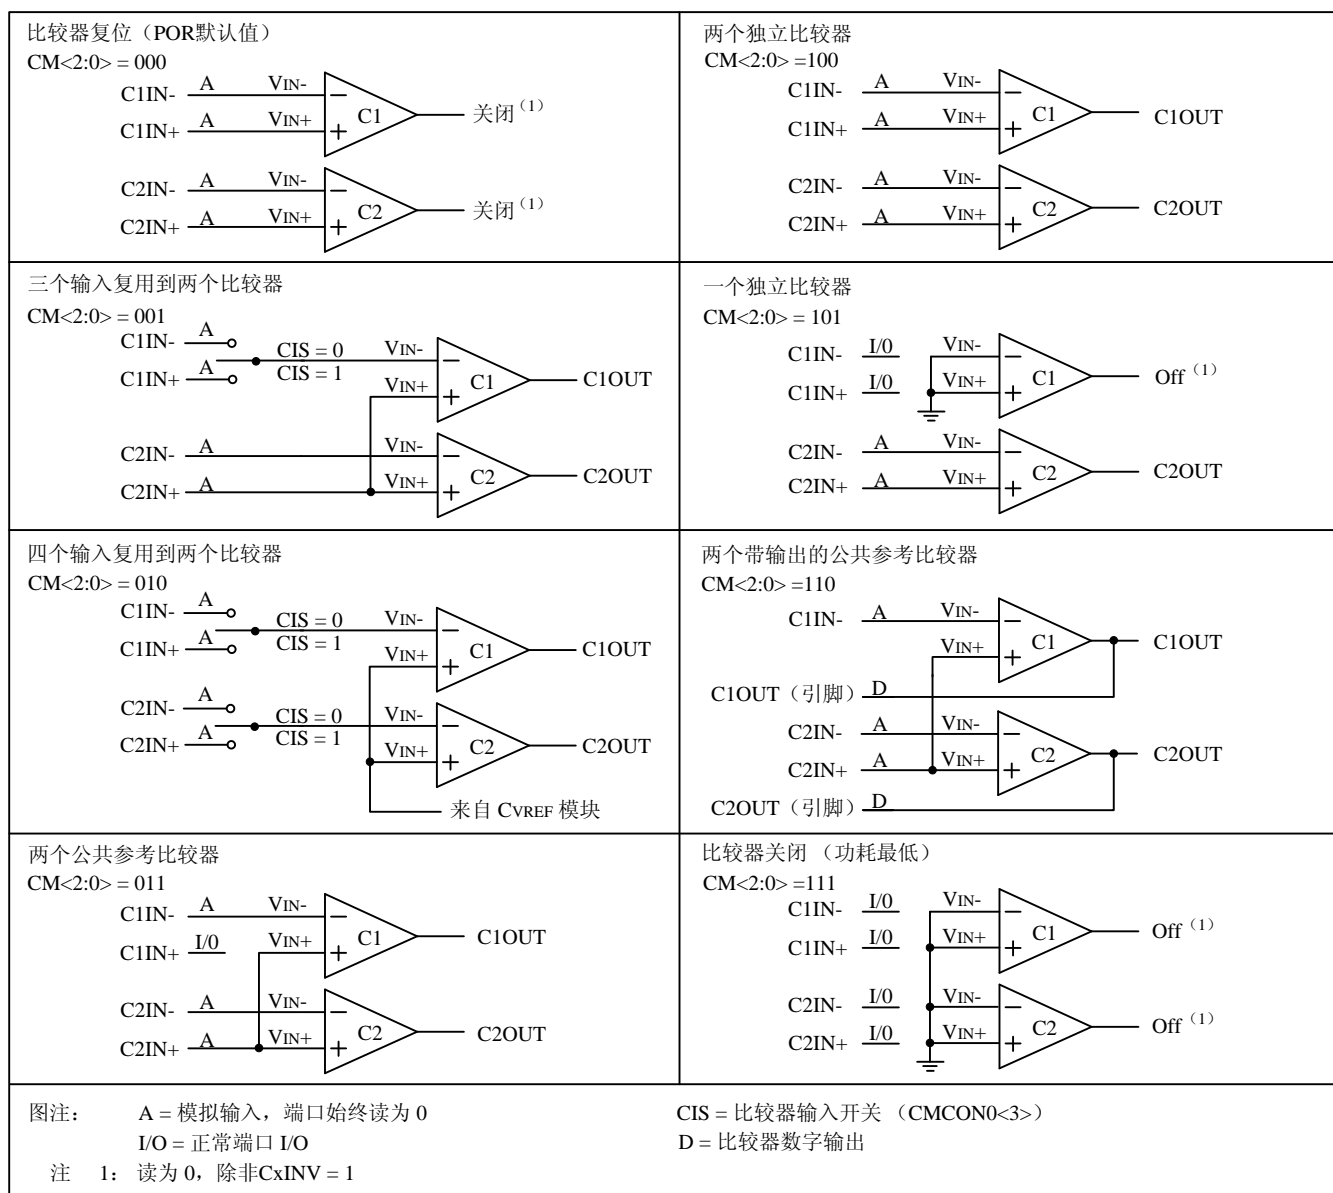 比较器复位（POR默认值）
CM<2:0> = 000
C1IN- A VIN-
C1IN+ A VIN+
C1
关闭（1）
C2IN- A VIN-
C2IN+ A VIN+
C2
关闭（1）
两个独立比较器
CM<2:0> =100
C1IN- A VIN-
C1IN+ A VIN+
C1
C1OUT
C2IN- A VIN-
C2IN+ A VIN+
C2
C2OUT
三个输入复用到两个比较器
CM<2:0> = 001
C1IN- A
CIS = 0 VIN-
C1IN+ A
CIS = 1 VIN+
C1
C1OUT
C2IN- A VIN-
C2IN+ A VIN+
C2
C2OUT
一个独立比较器
CM<2:0> = 101
C1IN- I/0 VIN-
C1IN+ I/0 VIN+
C1
Off（1）
C2IN- A VIN-
C2IN+ A VIN+
C2
C2OUT
四个输入复用到两个比较器
CM<2:0> = 010
C1IN- A
CIS = 0 VIN-
C1IN+ A
CIS = 1 VIN+
C1
C1OUT
C2IN- A
CIS = 0 VIN-
C2IN+ A
CIS = 1 VIN+
C2
C2OUT
来自 CVREF 模块
两个带输出的公共参考比较器
CM<2:0> =110
C1IN- A VIN-
VIN+
C1
C1OUT
C1OUT（引脚） D
C2IN- A VIN-
C2IN+ A VIN+
C2
C2OUT
C2OUT（引脚） D
两个公共参考比较器
CM<2:0> = 011
C1IN- A VIN-
C1IN+ I/0 VIN+
C1
C1OUT
C2IN- A VIN-
C2IN+ A VIN+
C2
C2OUT
比较器关闭 （功耗最低）
CM<2:0> =111
C1IN- I/0 VIN-
C1IN+ I/0 VIN+
C1
Off（1）
C2IN- I/0 VIN-
C2IN+ I/0 VIN+
C2
Off（1）
图注： A = 模拟输入，端口始终读为 0 CIS = 比较器输入开关 （CMCON0<3>）
I/O = 正常端口 I/O D = 比较器数字输出
注 1： 读为 0，除非CxINV = 1